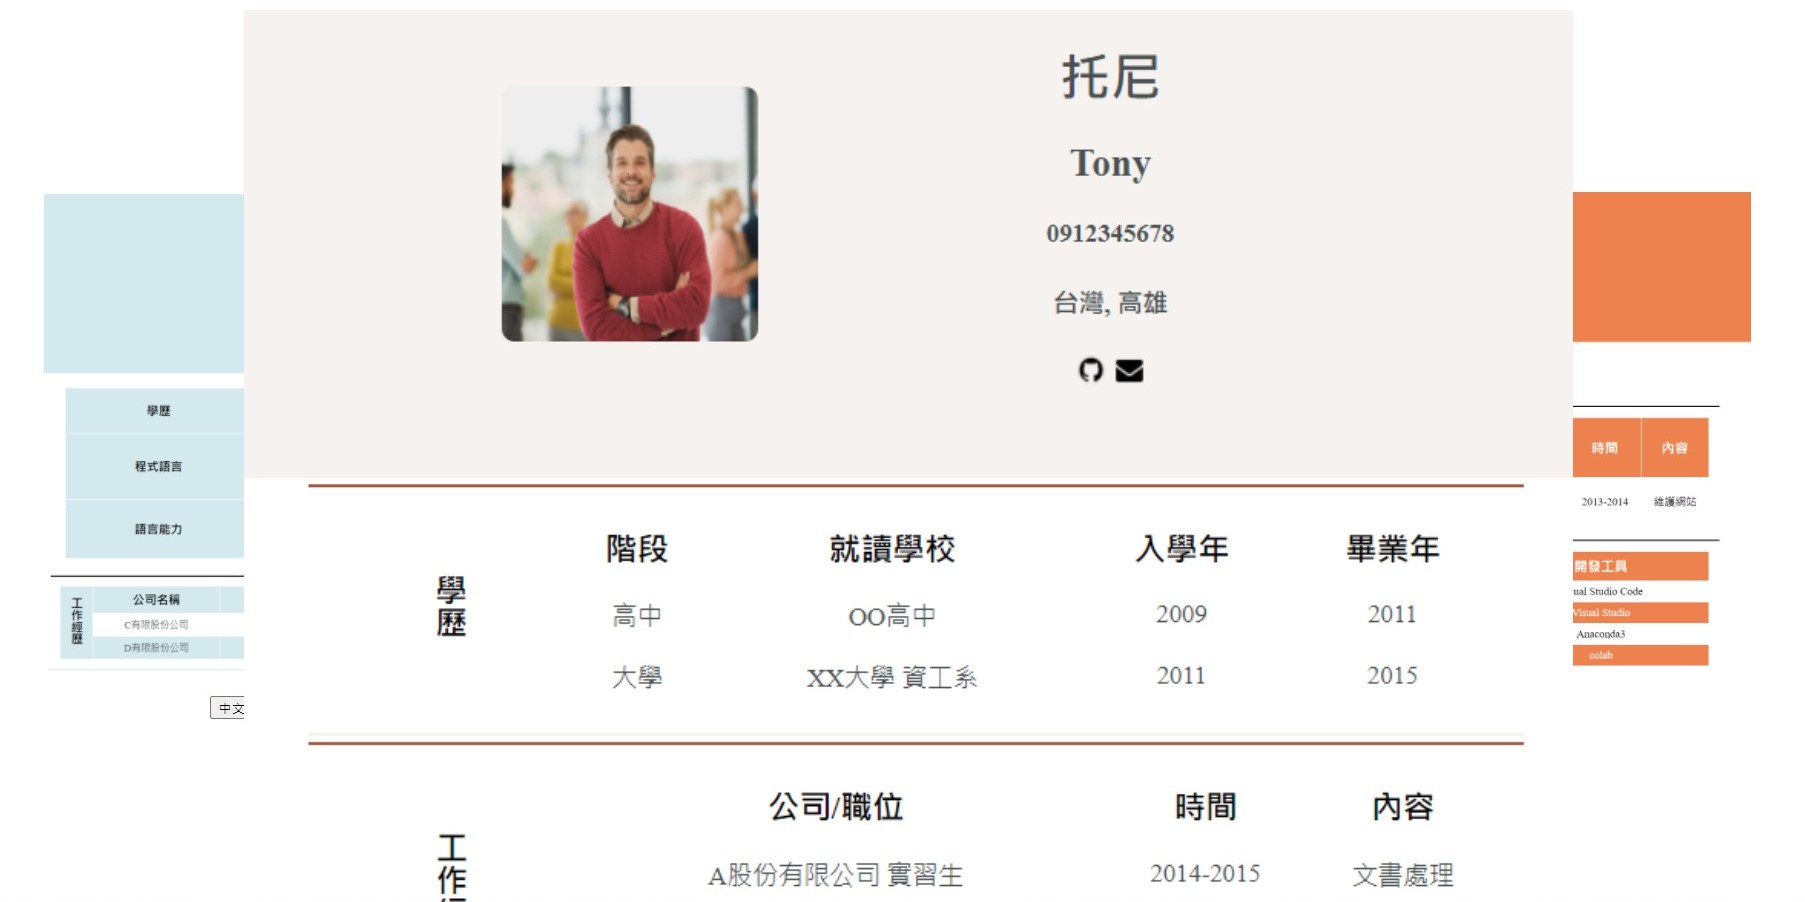 托尼
Tony
0912345678
台灣, 高雄
學歷
階段 就讀學校 入學年 畢業年
高中 OO高中 2009 2011
大學 XX大學 資工系 2011 2015
工作
公司/職位 時間 內容
A股份有限公司 實習生 2014-2015 文書處理
學歷
程式語言
語言能力
工作經歷
公司名稱
C有限股份公司
D有限股份公司
中文
時間 內容
2013-2014 維護網站
開發工具
ual Studio Code
Visual Studio
Anaconda3
colab